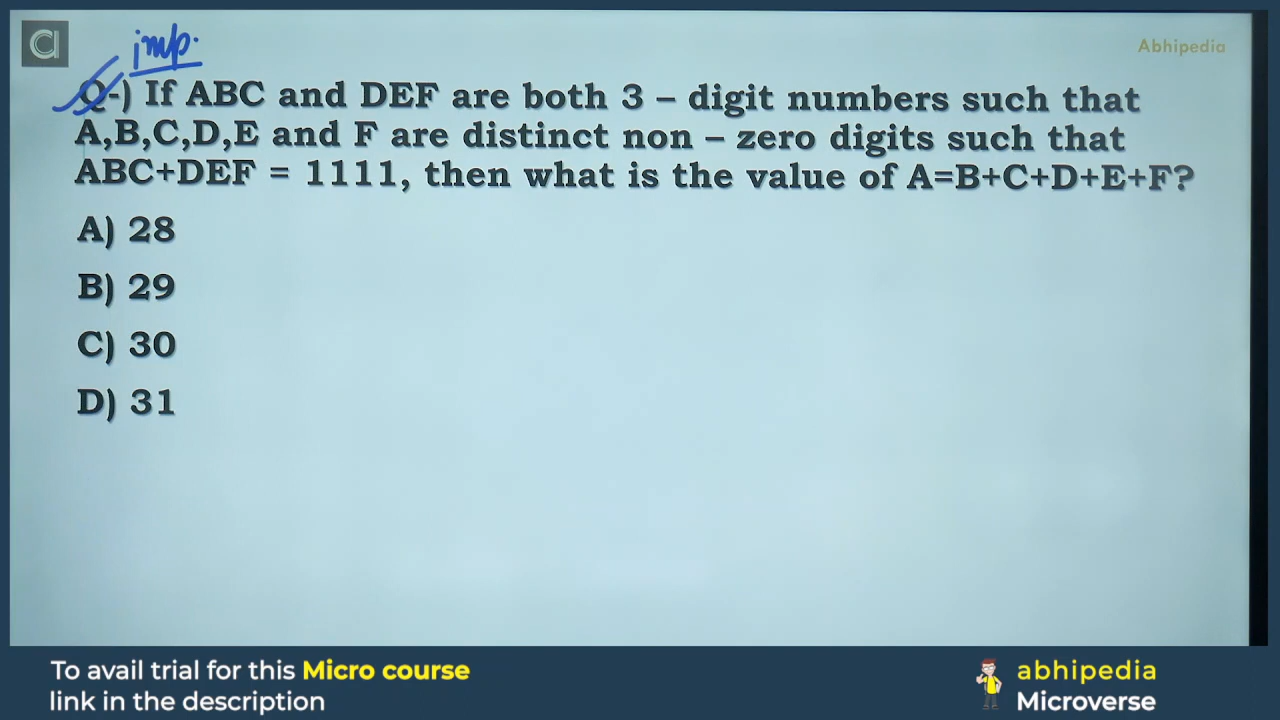 imp.
Abhipedia
Q-) If ABC and DEF are both 3 – digit numbers such that
A,B,C,D,E and F are distinct non – zero digits such that
ABC+DEF = 1111, then what is the value of A=B+C+D+E+F?
A) 28
B) 29
C) 30
D) 31
To avail trial for this Micro course
link in the description
abhipedia
Microverse